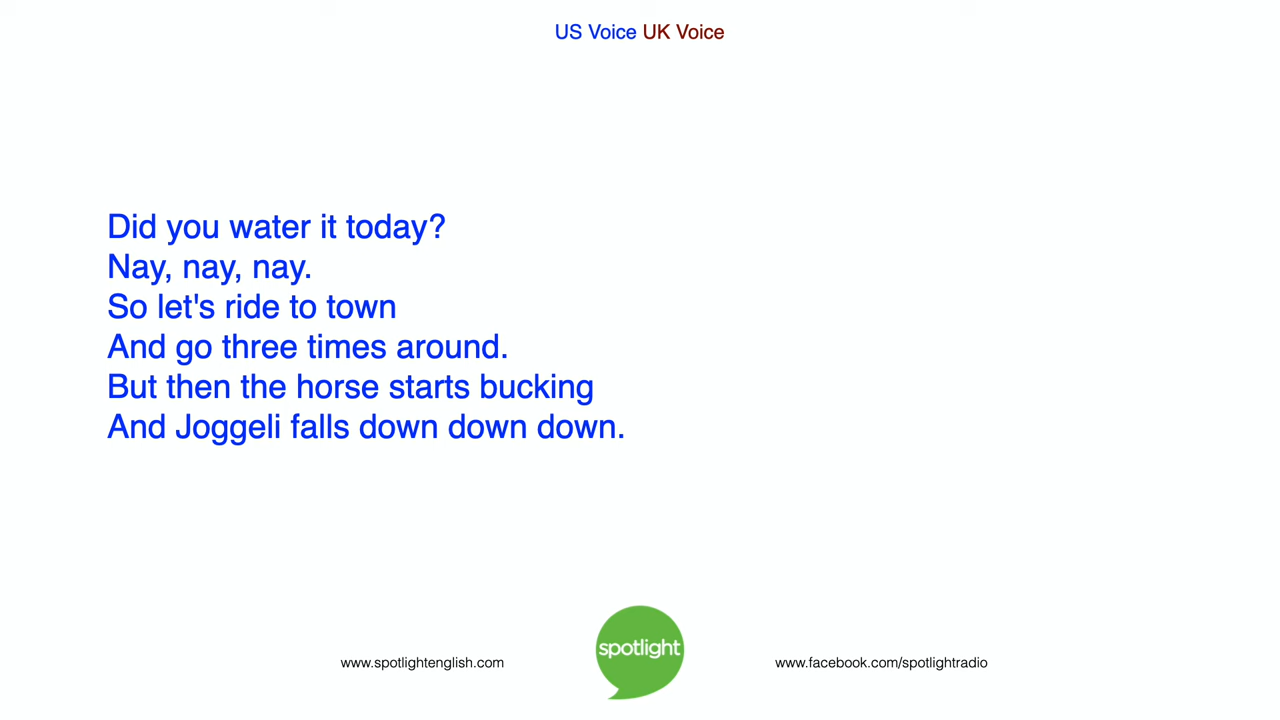 US Voice UK Voice
Did you water it today?
Nay, nay, nay.
So let's ride to town
And go three times around.
But then the horse starts bucking
And Joggeli falls down down down.
spotlight
www.spotlightenglish.com
www.facebook.com/spotlightradio